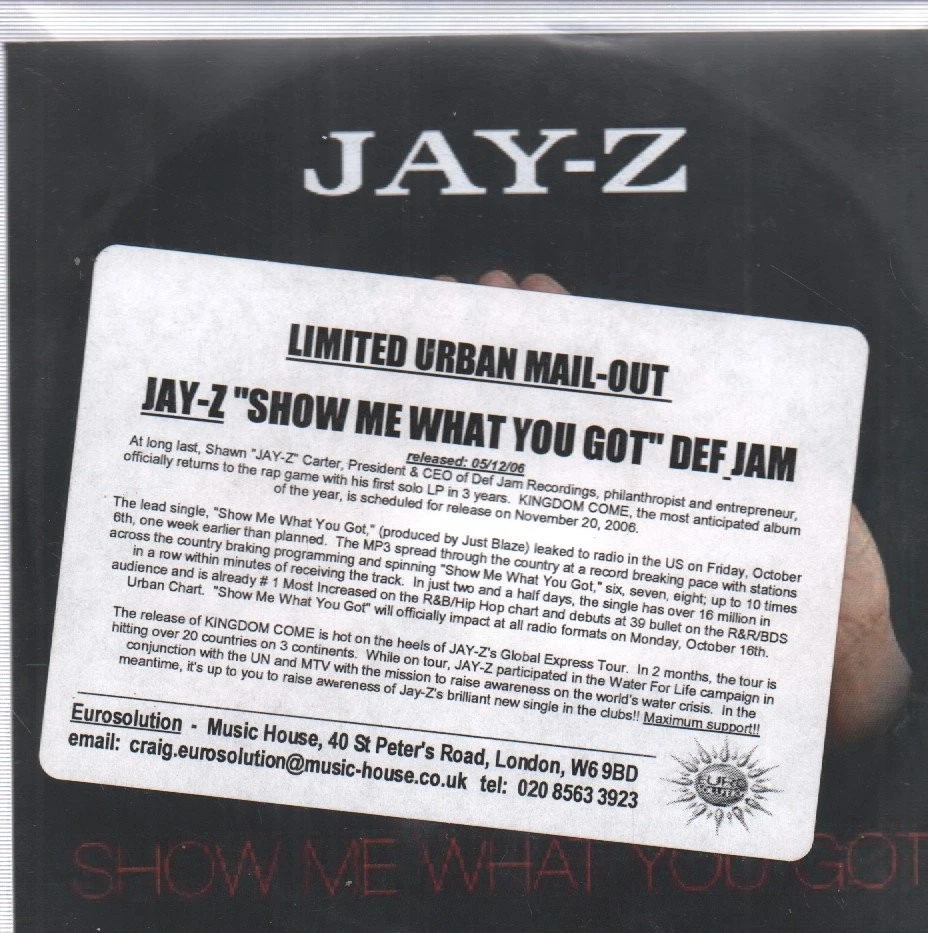 JAY-Z
LIMITED URBAN MAIL-OUT
JAY-Z "SHOW ME WHAT YOU GOT" DEF JAM
released: 05/12/06
At long last, Shawn "JAY-Z" Carter, President & CEO of Def Jam Recordings, philanthropist and entrepreneur,
officially returns to the rap game with his first solo LP in 3 years. KINGDOM COME, the most anticipated album
of the year, is scheduled for release on November 20, 2006.
The lead single, "Show Me What You Got," (produced by Just Blaze) leaked to radio in the US on Friday, October
6th, one week earlier than planned. The MP3 spread through the country at a record breaking pace with stations
across the country braking programming and spinning "Show Me What You Got," six, seven, eight; up to 10 times
in a row within minutes of receiving the track. In just two and a half days, the single has over 16 million in
audience and is already # 1 Most Increased on the R&B/Hip Hop chart and debuts at 39 bullet on the R&R/BDS
Urban Chart. "Show Me What You Got" will officially impact at all radio formats on Monday, October 16th.
The release of KINGDOM COME is hot on the heels of JAY-Z's Global Express Tour. In 2 months, the tour is
hitting over 20 countries on 3 continents. While on tour, JAY-Z participated in the Water For Life campaign in
conjunction with the UN and MTV with the mission to raise awareness on the world's water crisis. In the
meantime, it's up to you to raise awareness of Jay-Z's brilliant new single in the clubs!! Maximum support!!
Eurosolution - Music House, 40 St Peter's Road, London, W6 9BD
email: craig.eurosolution@music-house.co.uk tel: 020 8563 3923
SHOW ME WHAT YOU GOT